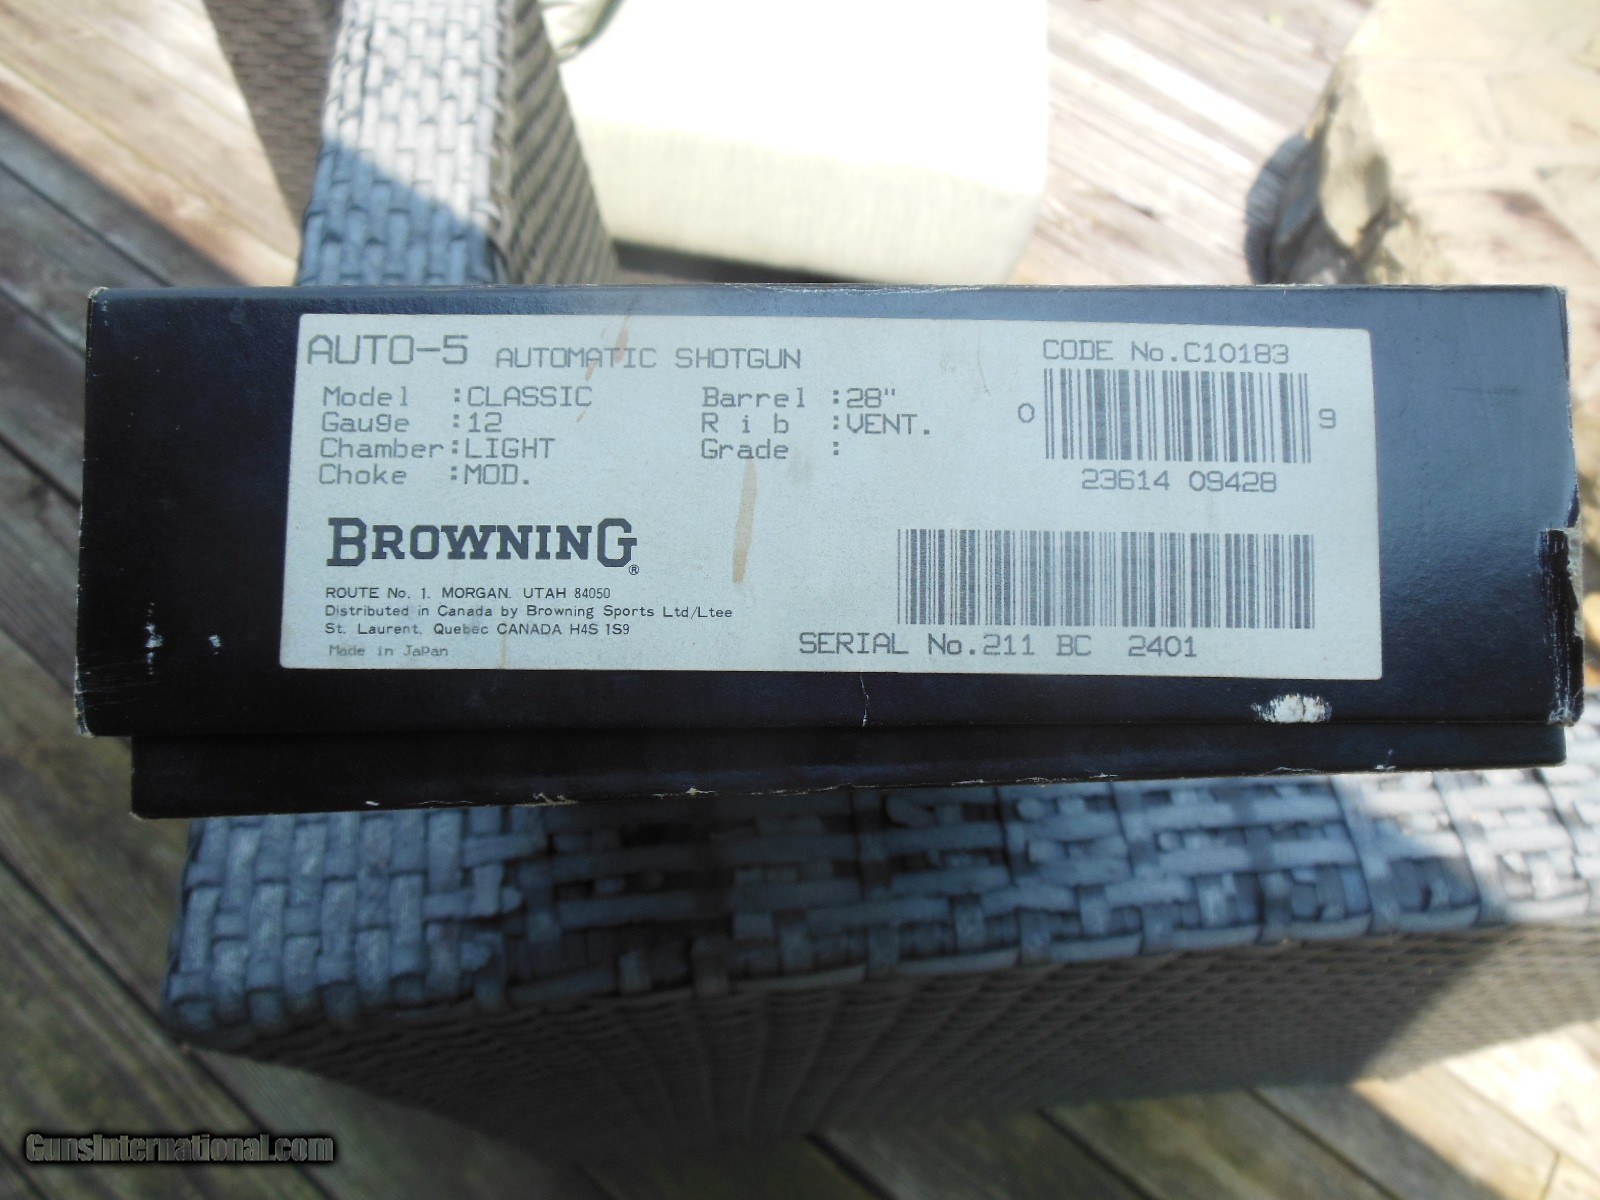 AUTO-5 AUTOMATIC SHOTGUN
Model :CLASSIC
Gauge :12
Chamber:LIGHT
Choke :MOD.
Barrel :28"
Rib :VENT.
Grade :
CODE No.C10183
0 9
23614 09428
BROWNING®
ROUTE No. 1. MORGAN. UTAH 84050
Distributed in Canada by Browning Sports Ltd/Ltee
St. Laurent. Quebec CANADA H4S 1S9
Made in Japan
SERIAL No.211 BC 2401
GunsInternational.com